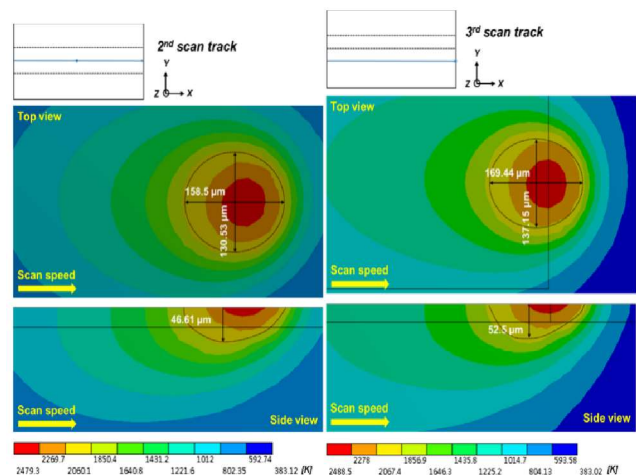 2nd scan track
Y
Z
X
3rd scan track
Y
Z
X
Top view
158.5 µm
130.53 µm
Scan speed
46.61 µm
Scan speed
Side view
Top view
169.44 µm
137.15 µm
Scan speed
52.5 µm
Scan speed
Side view
2269.7 1850.4 1431.2 1012 592.74
2479.3 2060.1 1640.8 1221.6 802.35 383.12 [K]
2278 1856.9 1435.8 1014.7 593.58
2488.5 2067.4 1646.3 1225.2 804.13 383.02 [K]